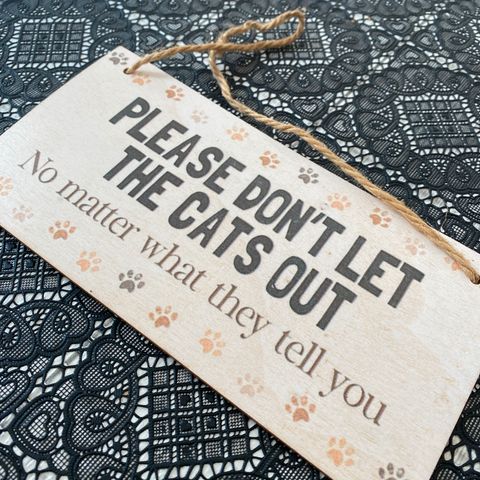 PLEASE DON'T LET
THE CATS OUT
No matter what they tell you